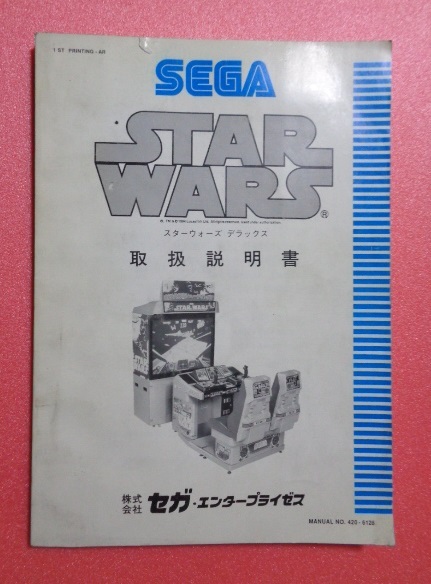 1 ST PRINTING-SR
SEGA
STAR
WARS®
スターウォーズ デラックス
取扱説明書
STAR WARS
株式
会社
セガ・エンタープライゼス
MANUAL NO. 420-6120